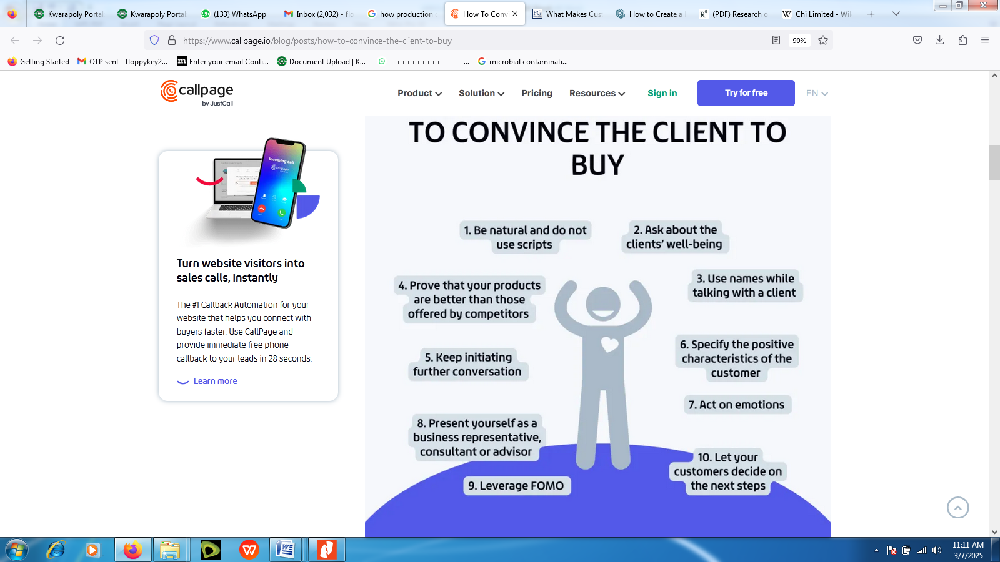 Kwarapoly Portal
Kwarapoly Portal
(133) WhatsApp
Inbox (2,032) - flo
how production
How To Convi
What Makes Cus
How to Create a
(PDF) Research o
Chi Limited - Wik
https://www.callpage.io/blog/posts/how-to-convince-the-client-to-buy
90%
Getting Started
OTP sent - floppykey2...
Enter your email Conti...
Document Upload | K...
-++++++++++
...
microbial contaminati...
callpage
by JustCall
Product
Solution
Pricing
Resources
Sign in
Try for free
EN
TO CONVINCE THE CLIENT TO
BUY
Incoming call
callpage
Turn website visitors into
sales calls, instantly
The #1 Callback Automation for your
website that helps you connect with
buyers faster. Use CallPage and
provide immediate free phone
callback to your leads in 28 seconds.
Learn more
1. Be natural and do not
use scripts
2. Ask about the
clients' well-being
3. Use names while
talking with a client
4. Prove that your products
are better than those
offered by competitors
5. Keep initiating
further conversation
6. Specify the positive
characteristics of the
customer
7. Act on emotions
8. Present yourself as a
business representative,
consultant or advisor
9. Leverage FOMO
10. Let your
customers decide on
the next steps
11:11 AM
3/7/2025